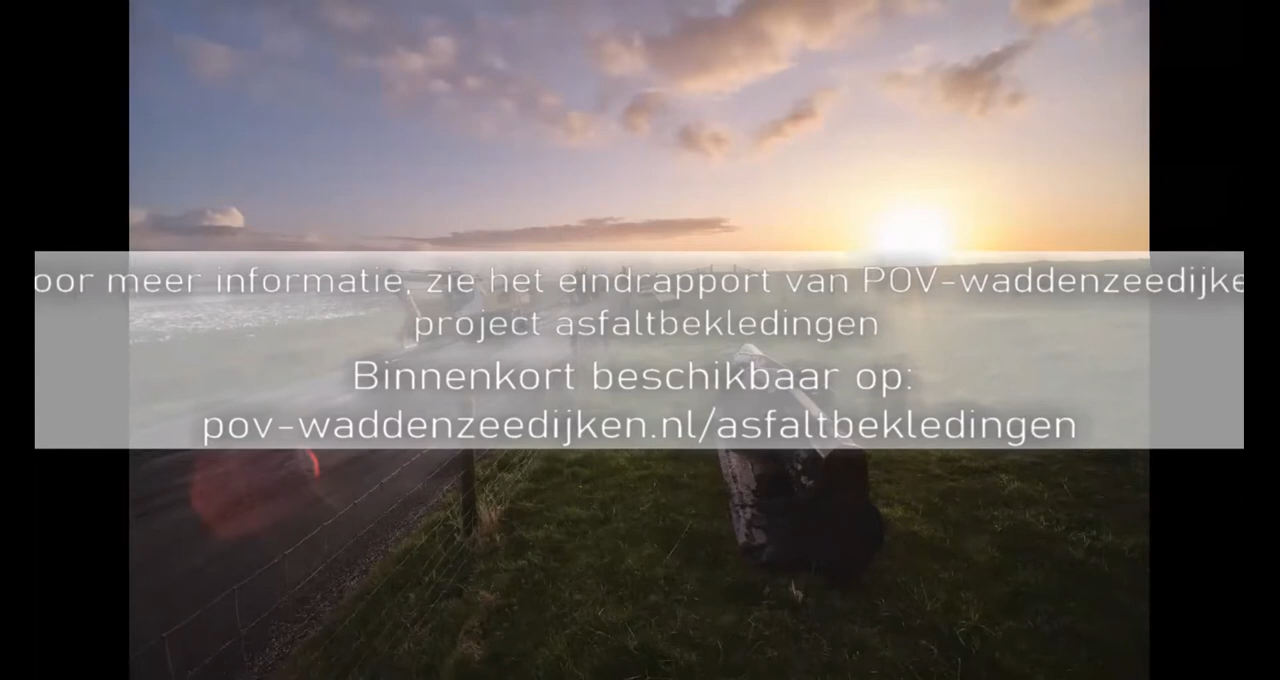 oor meer informatie, zie het eindrapport van POV-waddenzeedijke
project asfaltbekledingen
Binnenkort beschikbaar op:
pov-waddenzeedijken.nl/asfaltbekledingen